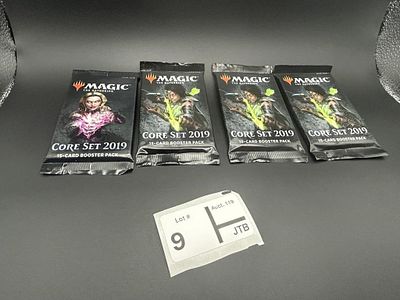 MAGIC
THE GATHERING
CORE SET 2019
15-CARD BOOSTER PACK
MAGIC
THE GATHERING
CORE SET 2019
15-CARD BOOSTER PACK
MAGIC
THE GATHERING
CORE SET 2019
15-CARD BOOSTER PACK
MAGIC
THE GATHERING
CORE SET 2019
15-CARD BOOSTER PACK
Lot #
9
Auct. 119
JTB